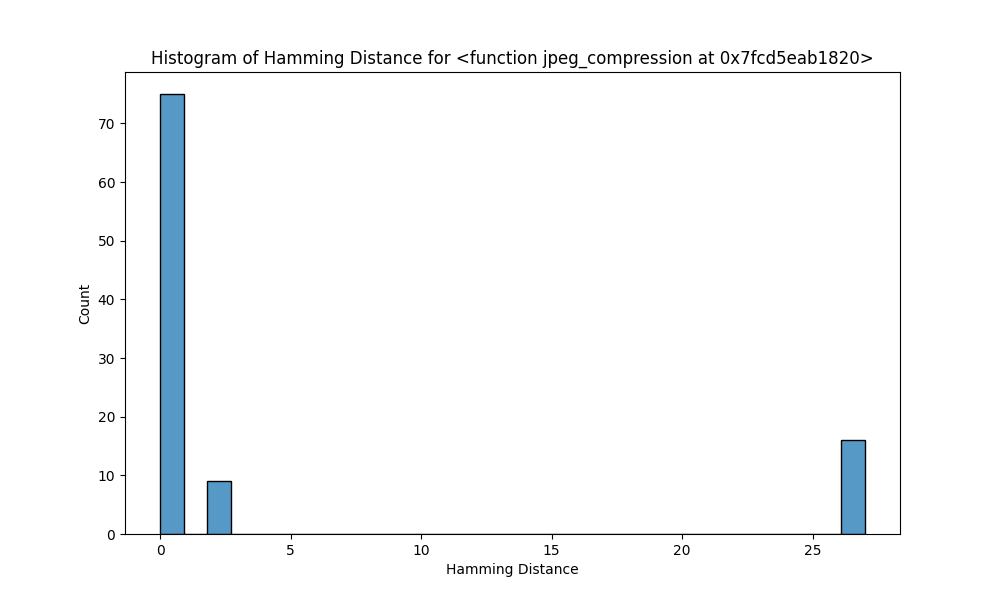 Histogram of Hamming Distance for <function jpeg_compression at 0x7fcd5eab1820>
Count
70
60
50
40
30
20
10
0
0 5 10 15 20 25
Hamming Distance